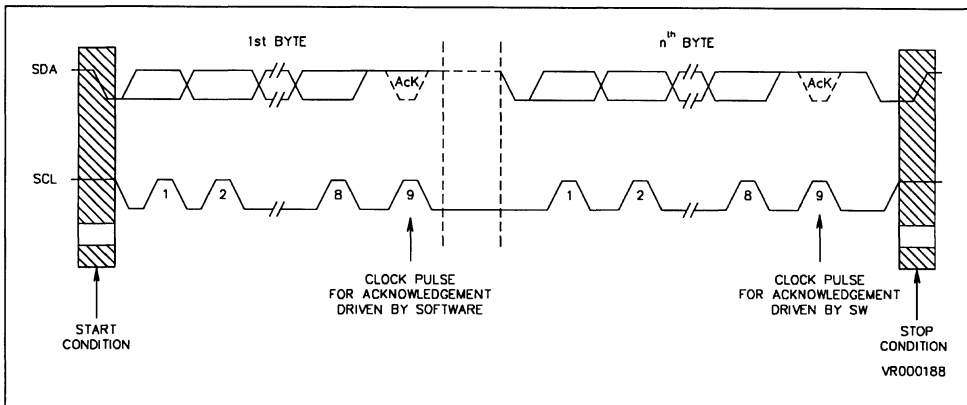 1st BYTE
nth BYTE
SDA
AcK
AcK
SCL
1
2
8
9
1
2
8
9
CLOCK PULSE
FOR ACKNOWLEDGEMENT
DRIVEN BY SOFTWARE
CLOCK PULSE
FOR ACKNOWLEDGEMENT
DRIVEN BY SW
START
CONDITION
STOP
CONDITION
VR000188